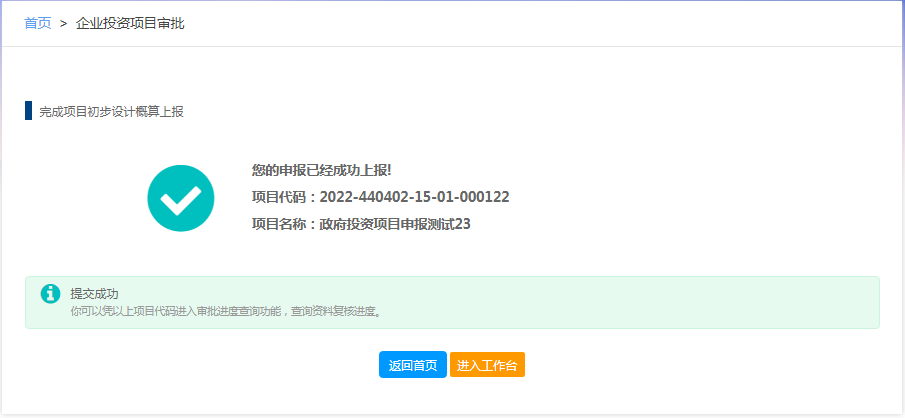 首页 > 企业投资项目审批
完成项目初步设计概算上报
您的申报已经成功上报!
项目代码：2022-440402-15-01-000122
项目名称：政府投资项目申报测试23
提交成功
你可以凭以上项目代码进入审批进度查询功能，查询资料复核进度。
返回首页 进入工作台